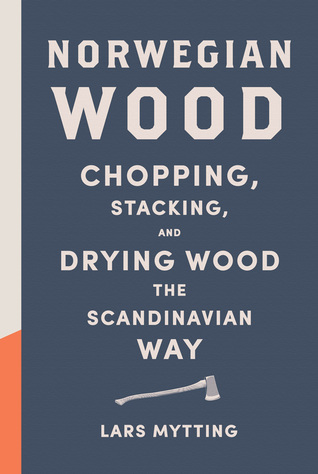 NORWEGIAN
WOOD
CHOPPING,
STACKING,
AND
DRYING WOOD
THE
SCANDINAVIAN
WAY
LARS MYTTING